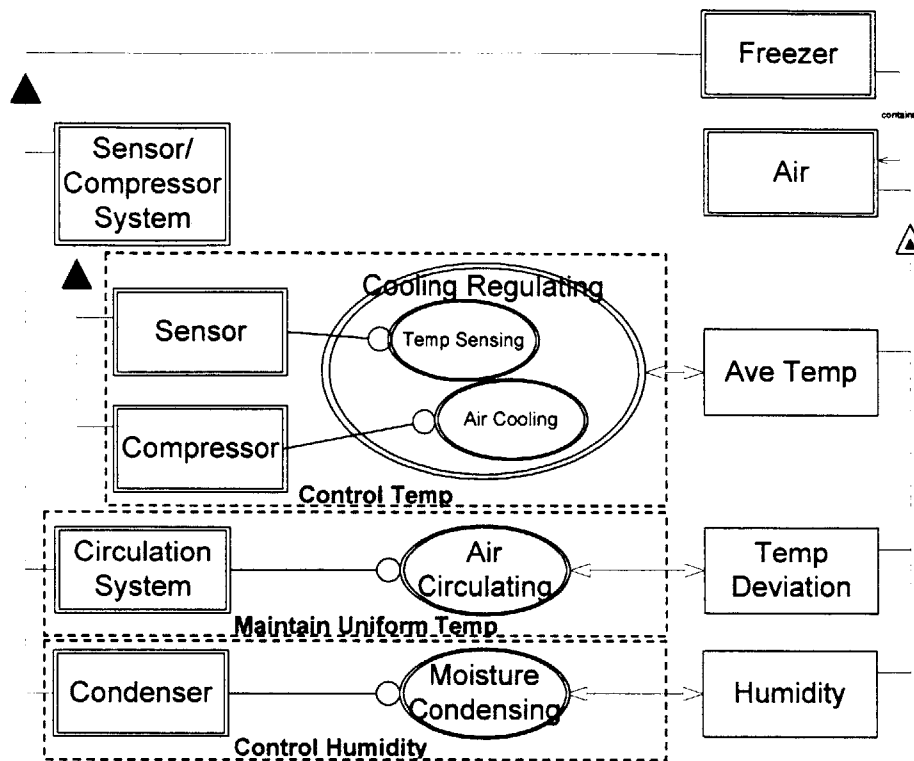 Freezer
contains
Sensor/
Compressor
System
Air
Cooling Regulating
Sensor
Temp Sensing
Ave Temp
Compressor
Air Cooling
Control Temp
Circulation
System
Air
Circulating
Temp
Deviation
Maintain Uniform Temp
Condenser
Moisture
Condensing
Humidity
Control Humidity